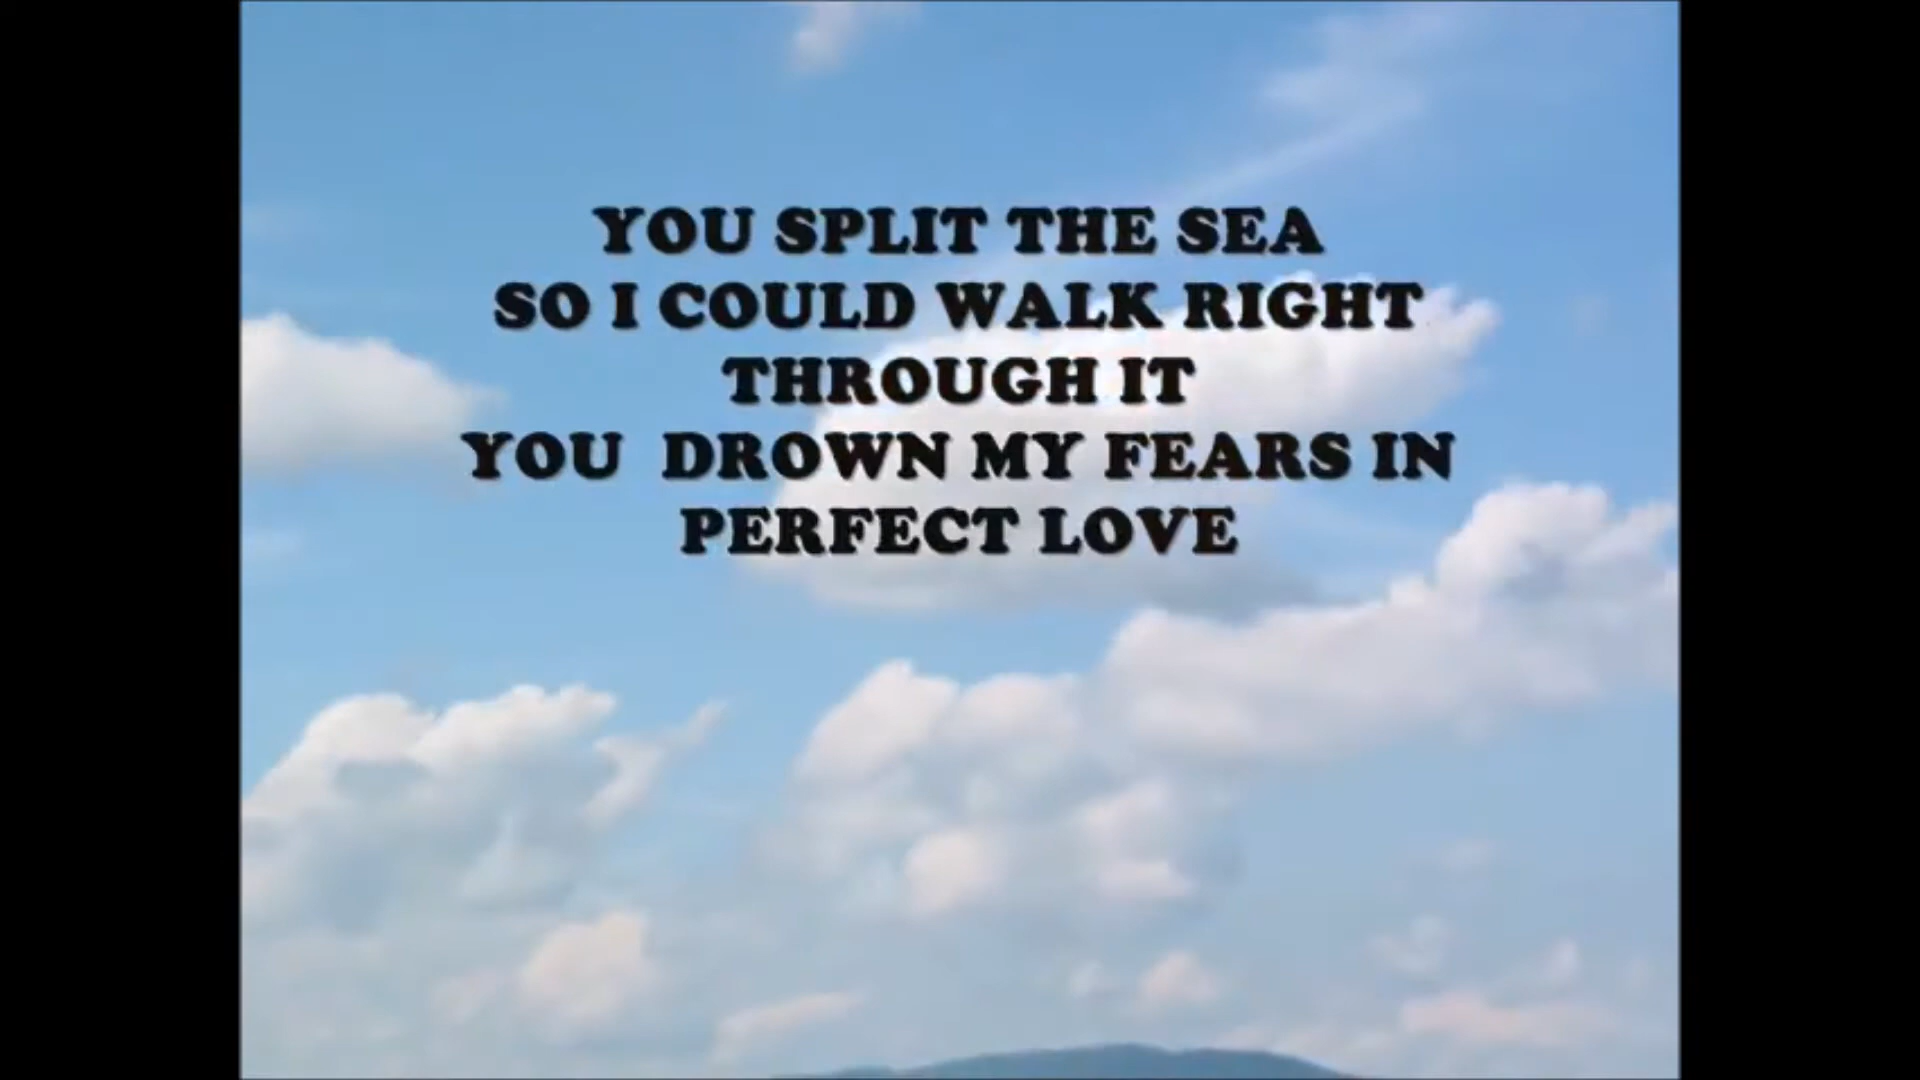 YOU SPLIT THE SEA
SO I COULD WALK RIGHT
THROUGH IT
YOU  DROWN MY FEARS IN
PERFECT LOVE